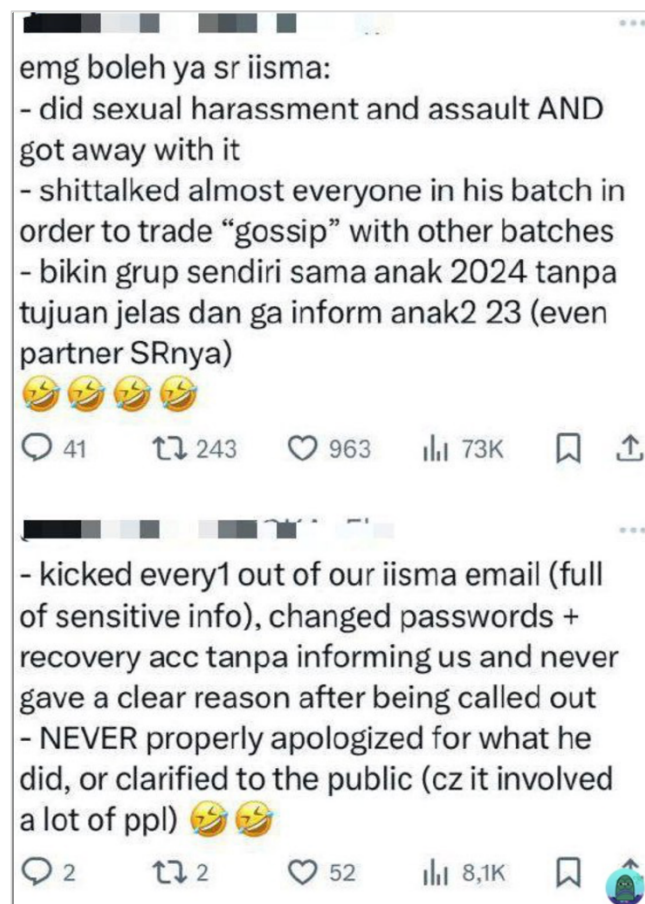 emg boleh ya sr iisma:
- did sexual harassment and assault AND
got away with it
- shittalked almost everyone in his batch in
order to trade “gossip” with other batches
- bikin grup sendiri sama anak 2024 tanpa
tujuan jelas dan ga inform anak2 23 (even
partner SRnya)
🤣🤣🤣🤣
41 243 963 73K
- kicked every1 out of our iisma email (full
of sensitive info), changed passwords +
recovery acc tanpa informing us and never
gave a clear reason after being called out
- NEVER properly apologized for what he
did, or clarified to the public (cz it involved
a lot of ppl) 🤣🤣
2 2 52 8,1K